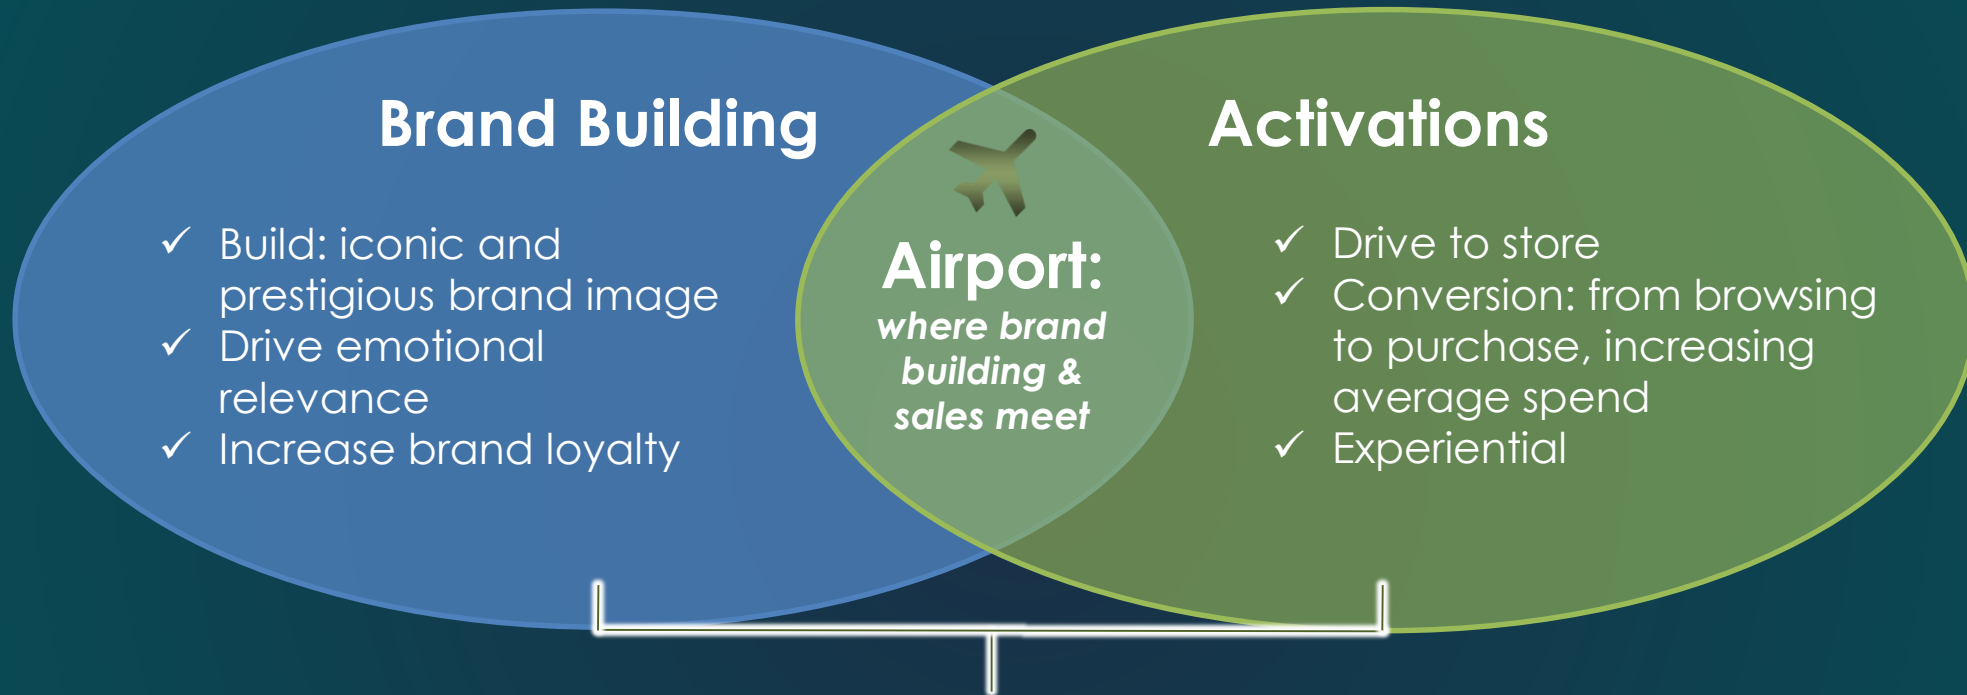 Brand Building
✓ Build: iconic and
prestigious brand image
✓ Drive emotional
relevance
✓ Increase brand loyalty
Airport:
where brand
building &
sales meet
Activations
✓ Drive to store
✓ Conversion: from browsing
to purchase, increasing
average spend
✓ Experiential